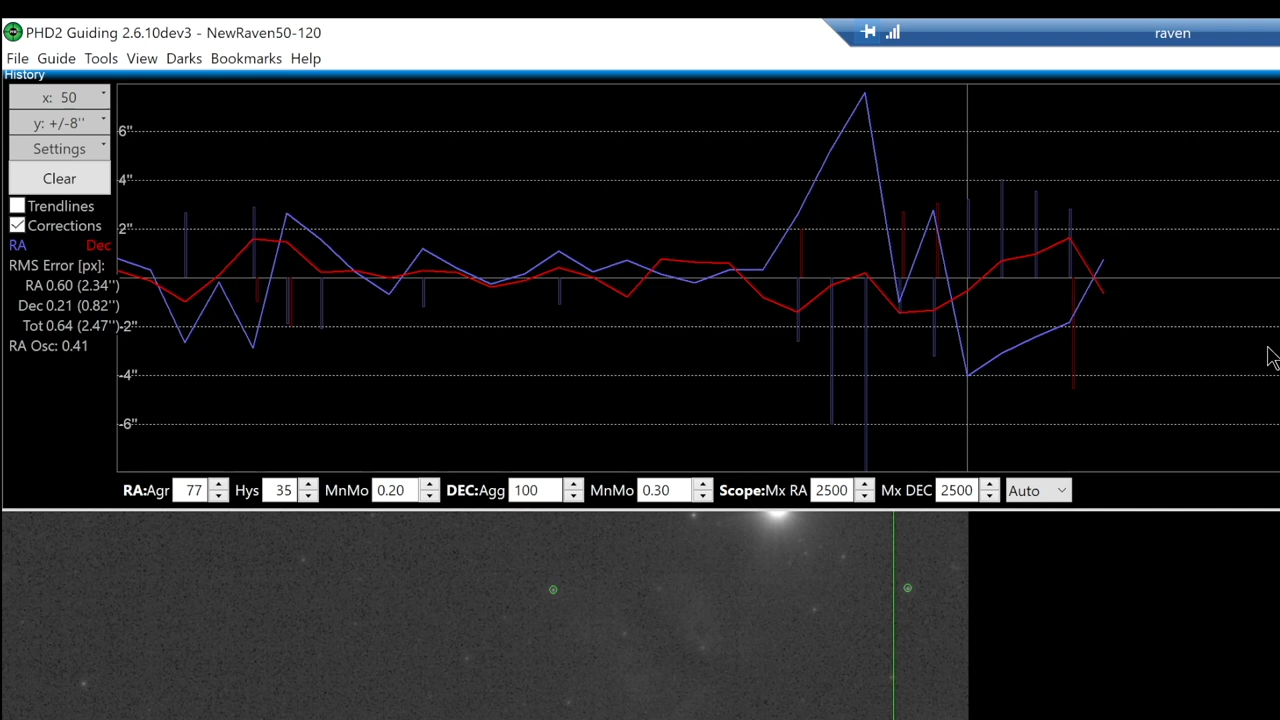 PHD2 Guiding 2.6.10dev3 - NewRaven50-120
raven
File Guide Tools View Darks Bookmarks Help
History
x: 50
y: +/-8''
Settings
Clear
Trendlines
Corrections
RA Dec
RMS Error [px]:
RA 0.60 (2.34'')
Dec 0.21 (0.82'')
Tot 0.64 (2.47'')
RA Osc: 0.41
6''
4''
2''
-2''
-4''
-6''
RA:Agr 77 Hys 35 MnMo 0.20 DEC:Agg 100 MnMo 0.30 Scope:Mx RA 2500 Mx DEC 2500 Auto